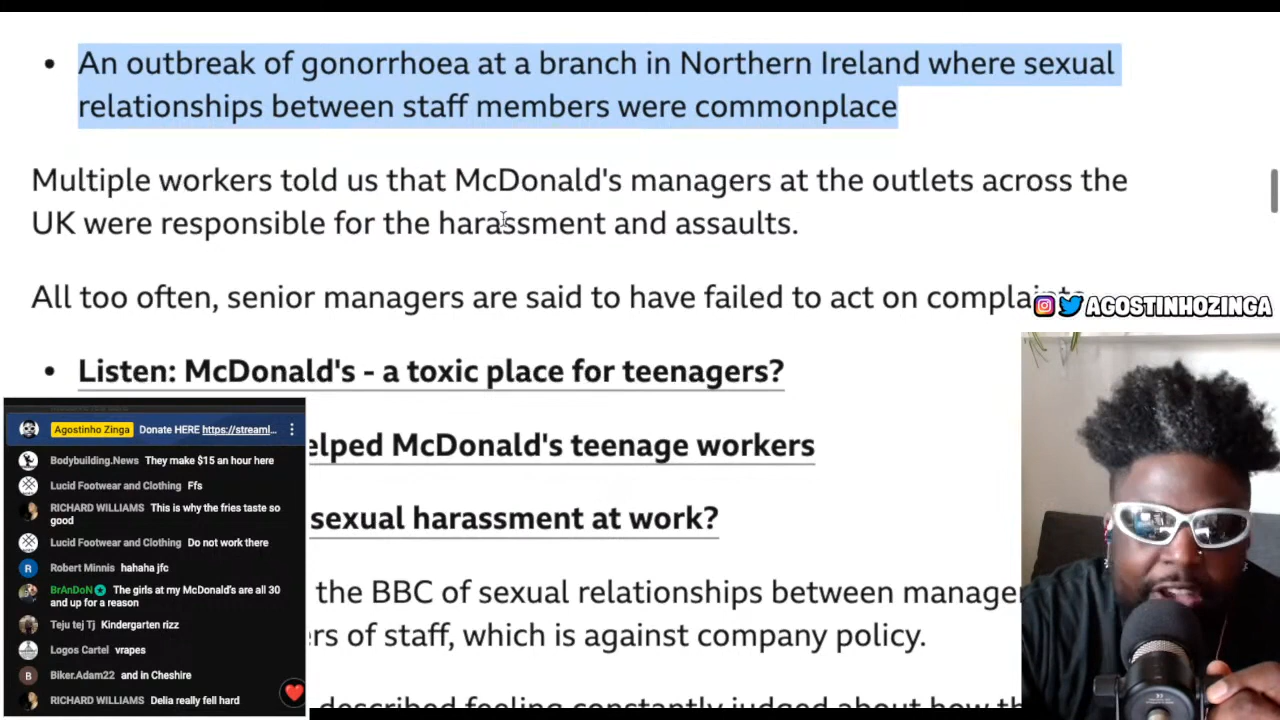 • An outbreak of gonorrhoea at a branch in Northern Ireland where sexual
relationships between staff members were commonplace
Multiple workers told us that McDonald's managers at the outlets across the
UK were responsible for the harassment and assaults.
All too often, senior managers are said to have failed to act on
AGOSTINHOZINGA
• Listen: McDonald's - a toxic place for teenagers?
McDonald's teenage workers
sexual harassment at work?
the BBC of sexual relationships between
of staff, which is against company policy.
described feeling constantly judged about how
Agostinho Zinga Donate HERE https://streaml...
Bodybuilding.News They make $15 an hour here
Lucid Footwear and Clothing Ffs
RICHARD WILLIAMS This is why the fries taste so
good
Lucid Footwear and Clothing Do not work there
R Robert Minnis hahaha jfc
BrAnDoN The girls at my McDonald's are all 30
and up for a reason
Teju tej Tj Kindergarten rizz
Logos Cartel vrapes
B Biker.Adam22 and in Cheshire
RICHARD WILLIAMS Delia really fell hard